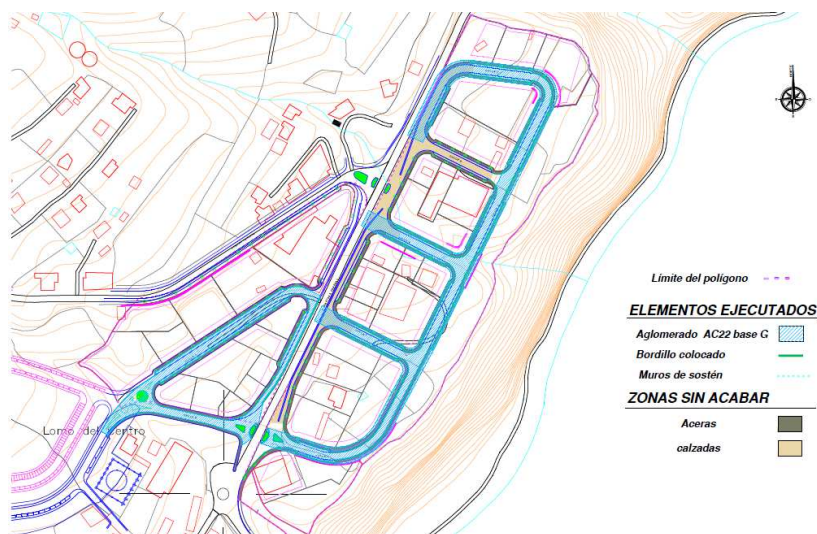 Límite del polígono
ELEMENTOS EJECUTADOS
Aglomerado AC22 base G
Bordillo colocado
Muros de sostén
ZONAS SIN ACABAR
Aceras
calzadas
Lomo del Centro